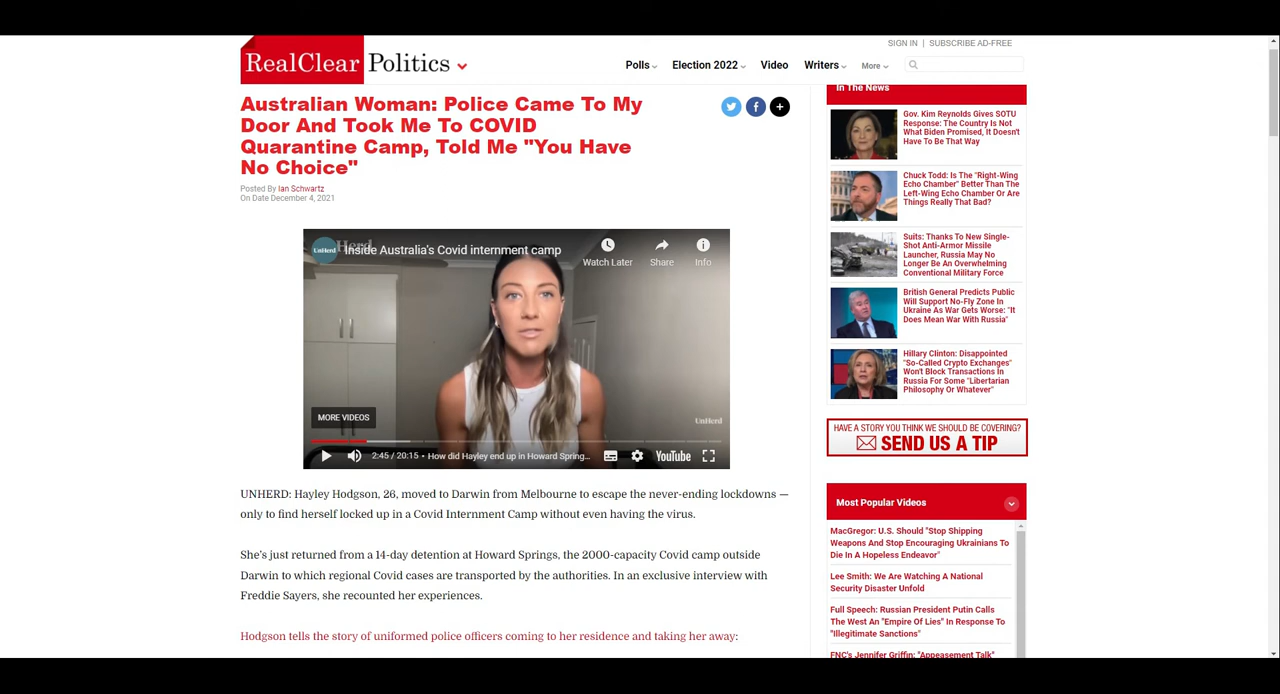 SIGN IN | SUBSCRIBE AD-FREE
RealClear Politics
Polls Election 2022 Video Writers More
Australian Woman: Police Came To My
Door And Took Me To COVID
Quarantine Camp, Told Me "You Have
No Choice"
Posted By Ian Schwartz
On Date December 4, 2021
UnHerd
Inside Australia's Covid internment camp
Watch Later
Share
Info
MORE VIDEOS
UnHerd
2:45 / 20:15 • How did Hayley end up in Howard Spring...
YouTube
UNHERD: Hayley Hodgson, 26, moved to Darwin from Melbourne to escape the never-ending lockdowns —
only to find herself locked up in a Covid Internment Camp without even having the virus.
She's just returned from a 14-day detention at Howard Springs, the 2000-capacity Covid camp outside
Darwin to which regional Covid cases are transported by the authorities. In an exclusive interview with
Freddie Sayers, she recounted her experiences.
Hodgson tells the story of uniformed police officers coming to her residence and taking her away:
In The News
Gov. Kim Reynolds Gives SOTU
Response: The Country Is Not
What Biden Promised, It Doesn't
Have To Be That Way
Chuck Todd: Is The "Right-Wing
Echo Chamber" Better Than The
Left-Wing Echo Chamber Or Are
Things Really That Bad?
Suits: Thanks To New Single-
Shot Anti-Armor Missile
Launcher, Russia May No
Longer Be An Overwhelming
Conventional Military Force
British General Predicts Public
Will Support No-Fly Zone In
Ukraine As War Gets Worse: "It
Does Mean War With Russia"
Hillary Clinton: Disappointed
"So-Called Crypto Exchanges"
Won't Block Transactions In
Russia For Some "Libertarian
Philosophy Or Whatever"
HAVE A STORY YOU THINK WE SHOULD BE COVERING?
SEND US A TIP
Most Popular Videos
MacGregor: U.S. Should "Stop Shipping
Weapons And Stop Encouraging Ukrainians To
Die In A Hopeless Endeavor"
Lee Smith: We Are Watching A National
Security Disaster Unfold
Full Speech: Russian President Putin Calls
The West An "Empire Of Lies" In Response To
"Illegitimate Sanctions"
FNC's Jennifer Griffin: "Appeasement Talk"